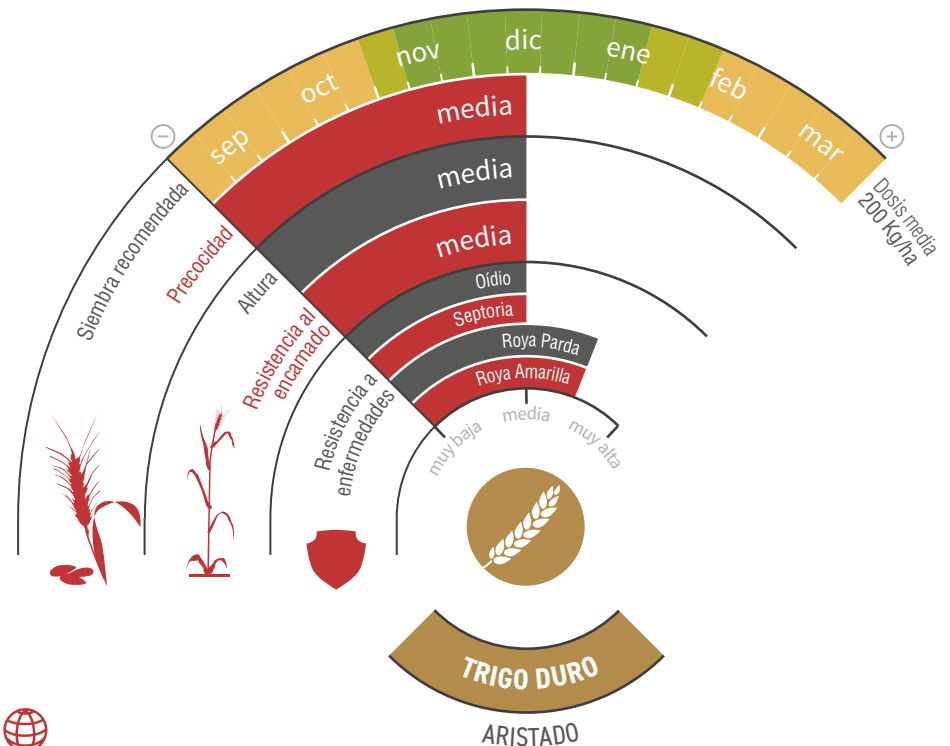 sep
oct
nov
dic
ene
feb
mar
−
+
Dosis media
200 Kg/ha
Siembra recomendada
Precocidad
media
Altura
media
Resistencia al
encamado
media
Resistencia a
enfermedades
Oídio
Septoria
Roya Parda
Roya Amarilla
muy baja
media
muy alta
TRIGO DURO
ARISTADO